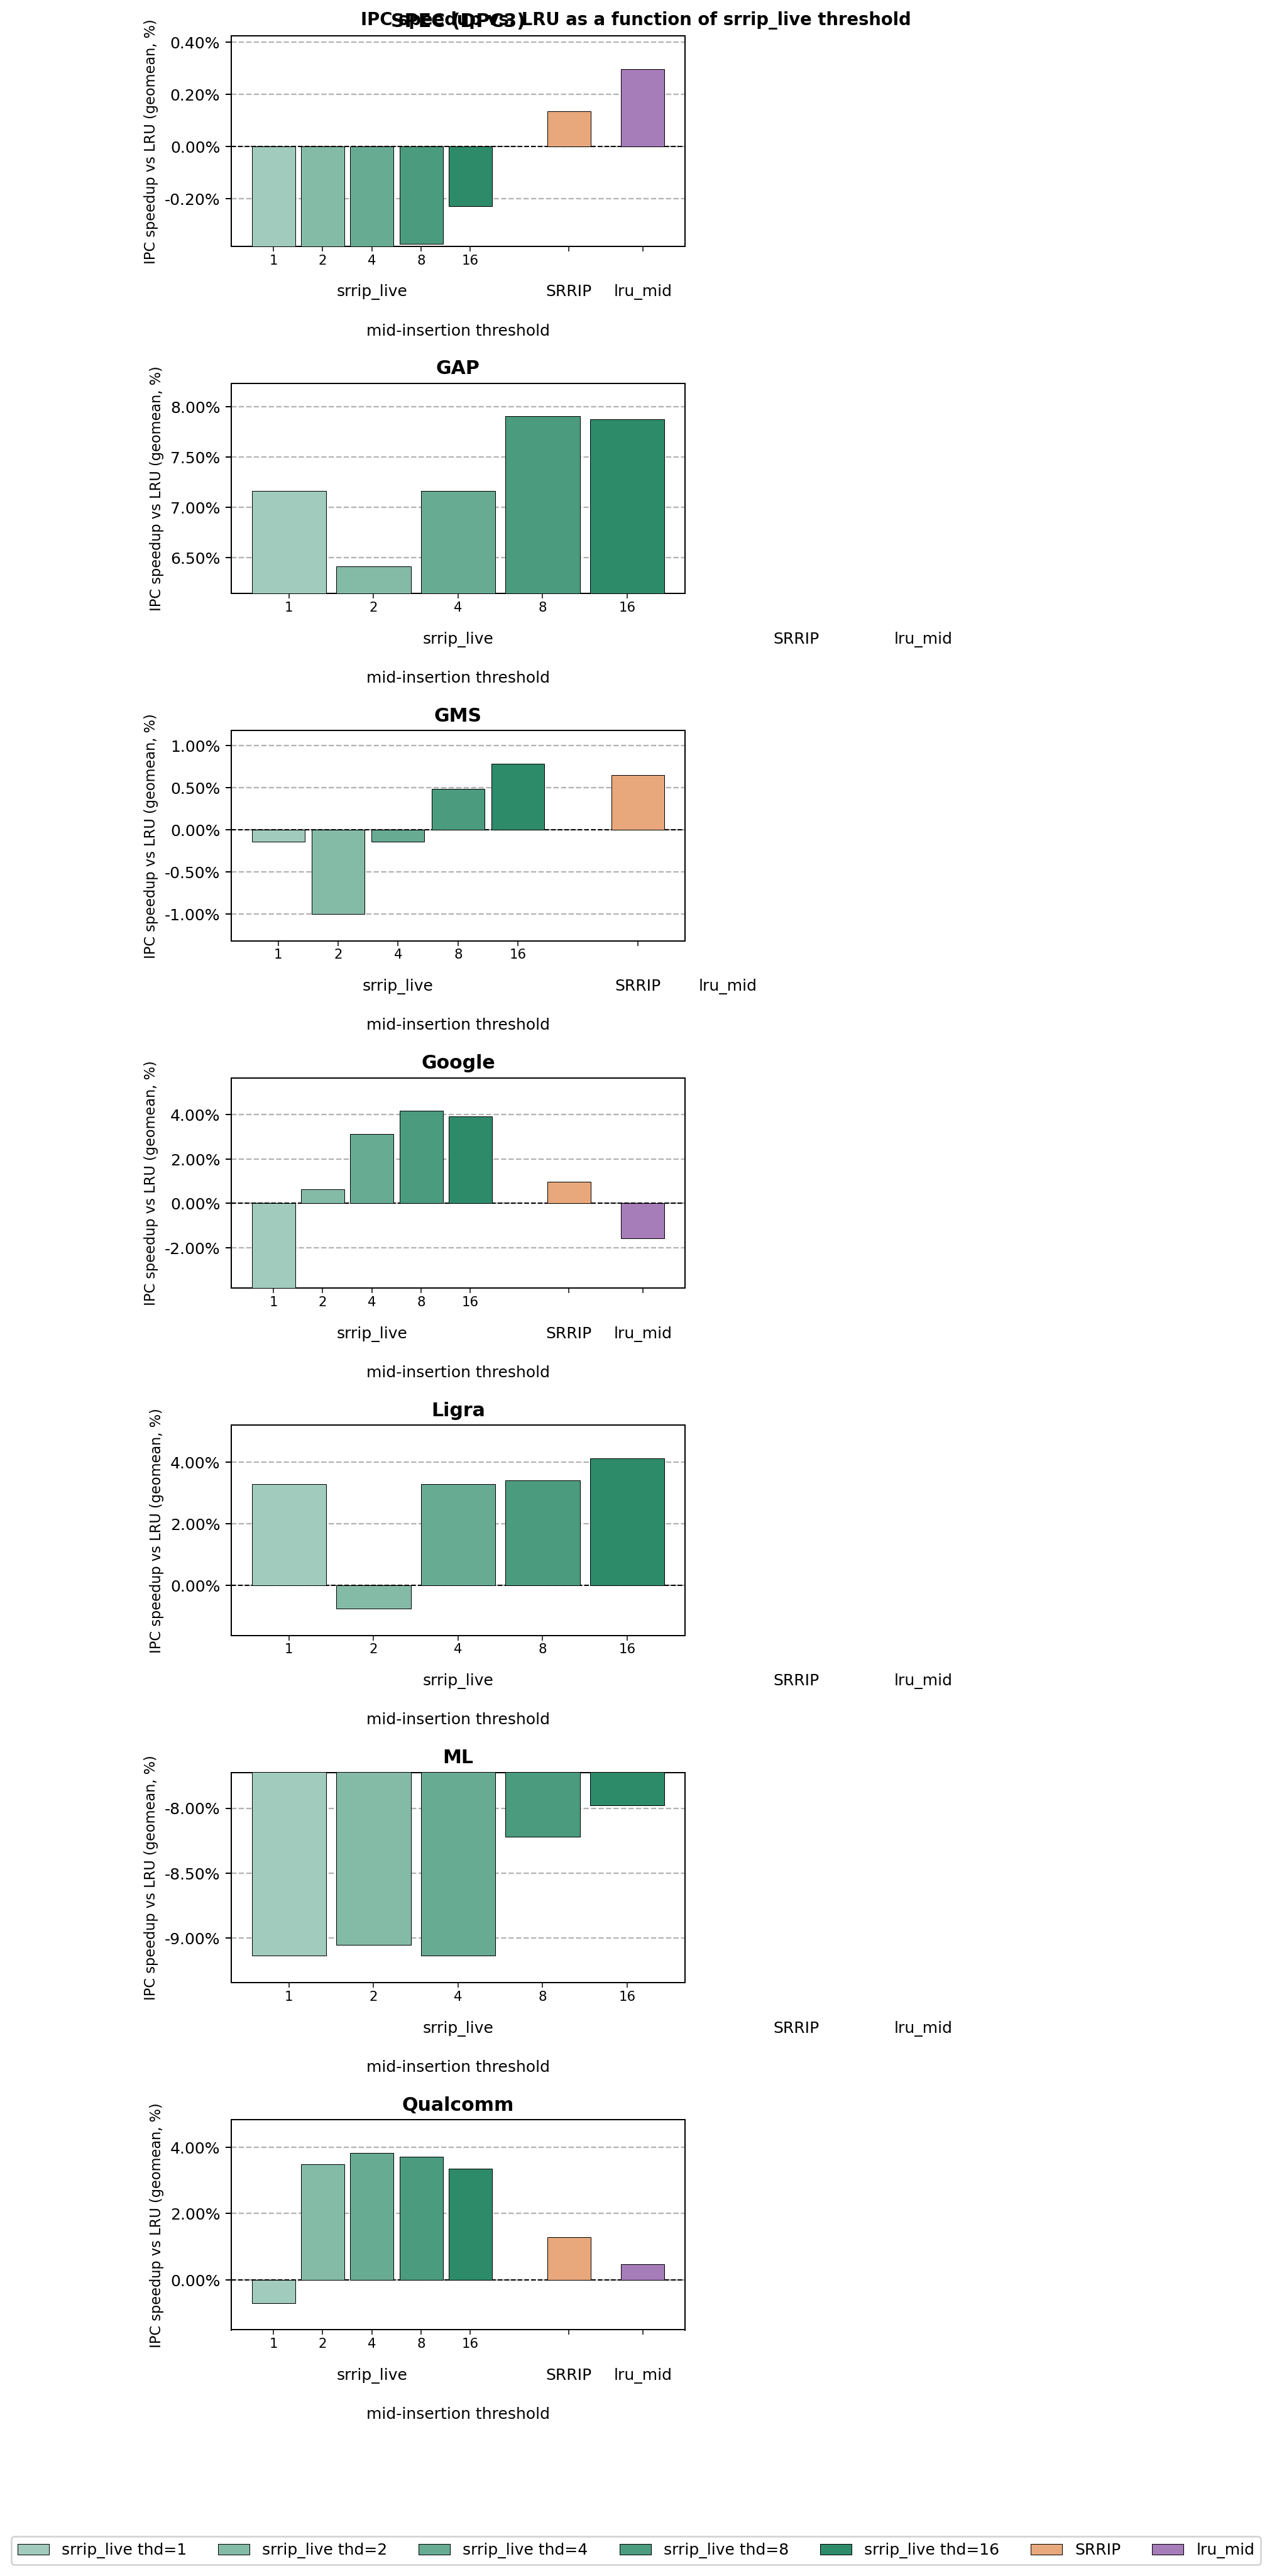 IPC speedup vs LRU as a function of srrip_live threshold
SPEC (DPC3)
IPC speedup vs LRU (geomean, %)
0.40%
0.20%
0.00%
-0.20%
1 2 4 8 16
srrip_live SRRIP lru_mid
mid-insertion threshold
GAP
IPC speedup vs LRU (geomean, %)
8.00%
7.50%
7.00%
6.50%
1 2 4 8 16
srrip_live SRRIP lru_mid
mid-insertion threshold
GMS
IPC speedup vs LRU (geomean, %)
1.00%
0.50%
0.00%
-0.50%
-1.00%
1 2 4 8 16
srrip_live SRRIP lru_mid
mid-insertion threshold
Google
IPC speedup vs LRU (geomean, %)
4.00%
2.00%
0.00%
-2.00%
1 2 4 8 16
srrip_live SRRIP lru_mid
mid-insertion threshold
Ligra
IPC speedup vs LRU (geomean, %)
4.00%
2.00%
0.00%
1 2 4 8 16
srrip_live SRRIP lru_mid
mid-insertion threshold
ML
IPC speedup vs LRU (geomean, %)
-8.00%
-8.50%
-9.00%
1 2 4 8 16
srrip_live SRRIP lru_mid
mid-insertion threshold
Qualcomm
IPC speedup vs LRU (geomean, %)
4.00%
2.00%
0.00%
1 2 4 8 16
srrip_live SRRIP lru_mid
mid-insertion threshold
srrip_live thd=1 srrip_live thd=2 srrip_live thd=4 srrip_live thd=8 srrip_live thd=16 SRRIP lru_mid